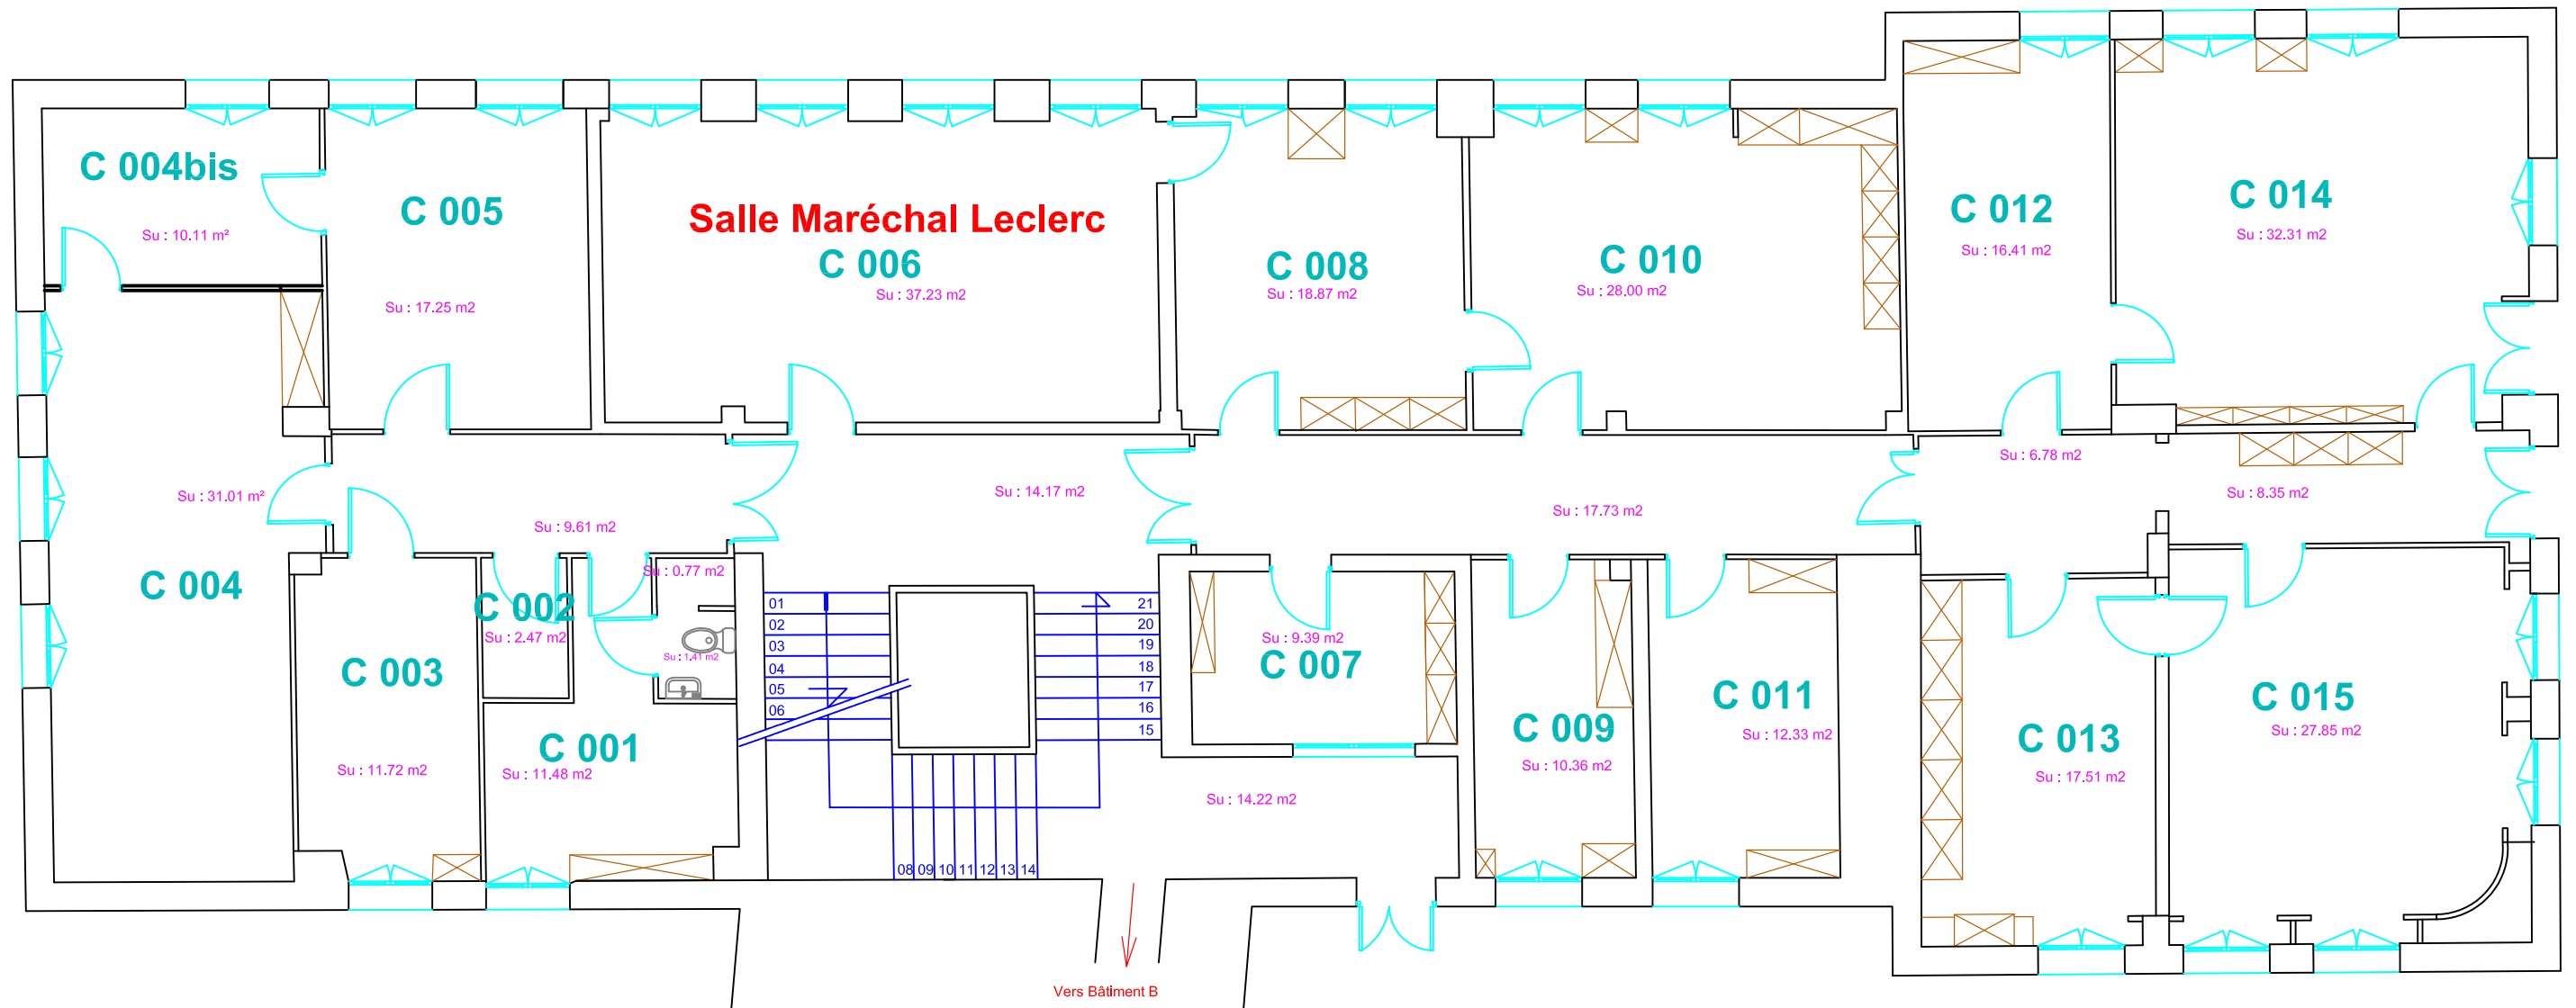 C 004bis
Su : 10.11 m²
C 005
Su : 17.25 m2
Salle Maréchal Leclerc
C 006
Su : 37.23 m2
C 008
Su : 18.87 m2
C 010
Su : 28.00 m2
C 012
Su : 16.41 m2
C 014
Su : 32.31 m2
Su : 31.01 m²
C 004
Su : 9.61 m2
Su : 14.17 m2
Su : 17.73 m2
Su : 6.78 m2
Su : 8.35 m2
C 003
Su : 11.72 m2
C 002
Su : 2.47 m2
Su : 0.77 m2
Su : 1.41 m2
C 001
Su : 11.48 m2
01
02
03
04
05
06
08 09 10 11 12 13 14
21
20
19
18
17
16
15
Su : 9.39 m2
C 007
Su : 14.22 m2
C 009
Su : 10.36 m2
C 011
Su : 12.33 m2
C 013
Su : 17.51 m2
C 015
Su : 27.85 m2
Vers Bâtiment B